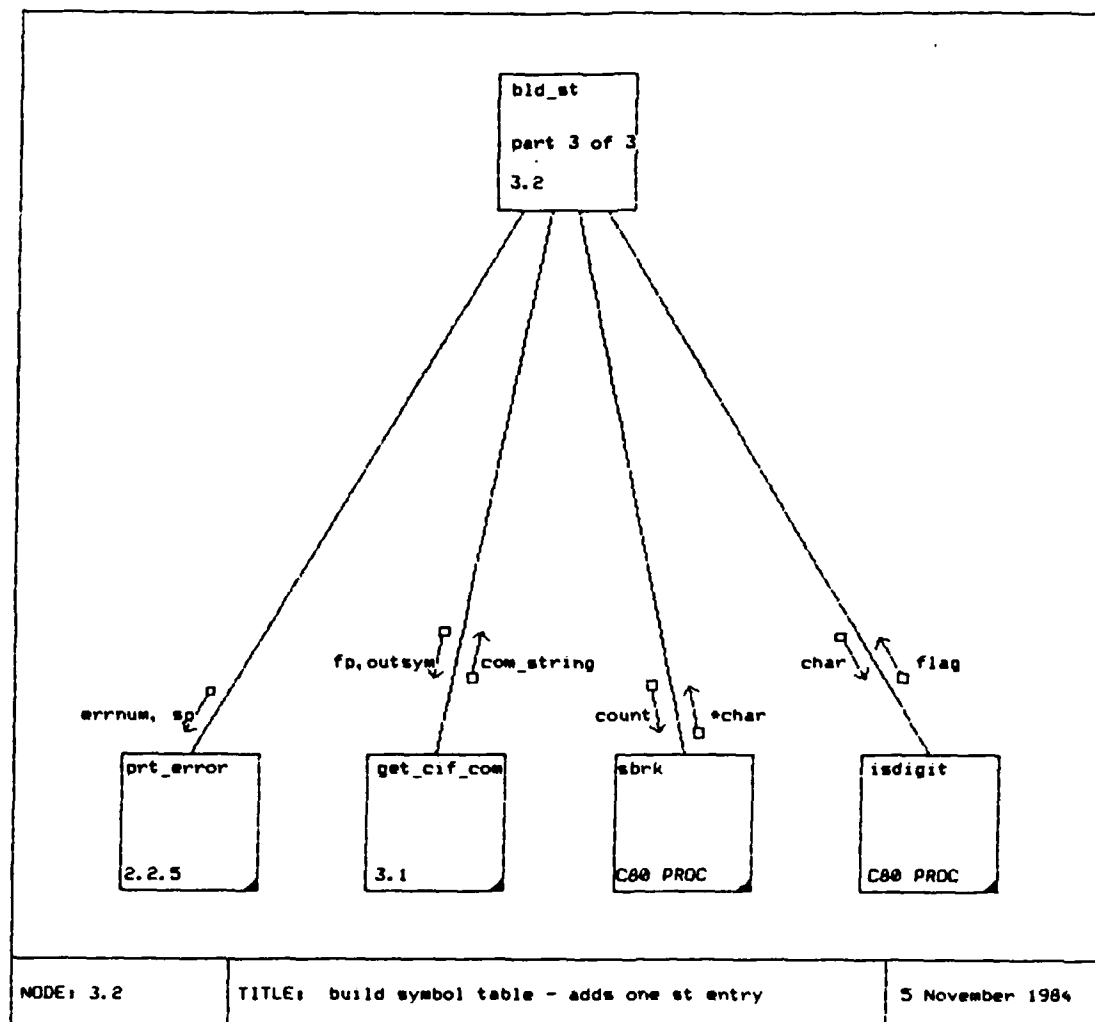 bld_st
part 3 of 3
3.2
fp,outsym
com_string
char
flag
errnum, sp
count
*char
prt_error
get_cif_com
sbrk
isdigit
2.2.5
3.1
C80 PROC
C80 PROC
NODE: 3.2
TITLE: build symbol table - adds one st entry
5 November 1984